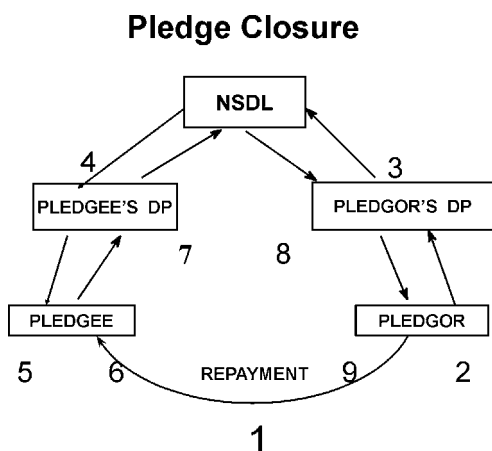 Pledge Closure
NSDL
4
3
PLEDGEE'S DP
PLEDGOR'S DP
7
8
PLEDGEE
PLEDGOR
5
6
REPAYMENT
9
2
1